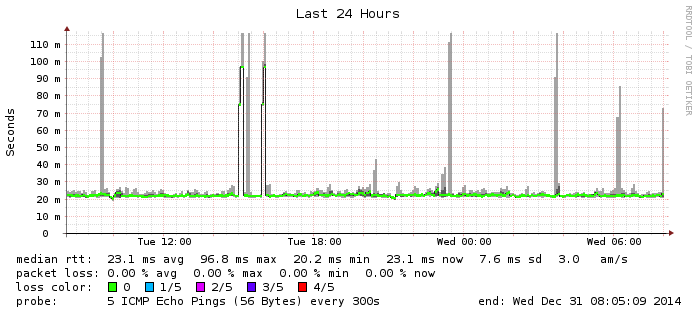 Last 24 Hours
RRDTOOL / TOBI OETIKER
Seconds
110 m
100 m
90 m
80 m
70 m
60 m
50 m
40 m
30 m
20 m
10 m
0
Tue 12:00 Tue 18:00 Wed 00:00 Wed 06:00
median rtt: 23.1 ms avg 96.8 ms max 20.2 ms min 23.1 ms now 7.6 ms sd 3.0 am/s
packet loss: 0.00 % avg 0.00 % max 0.00 % min 0.00 % now
loss color: 0 1/5 2/5 3/5 4/5
probe: 5 ICMP Echo Pings (56 Bytes) every 300s end: Wed Dec 31 08:05:09 2014